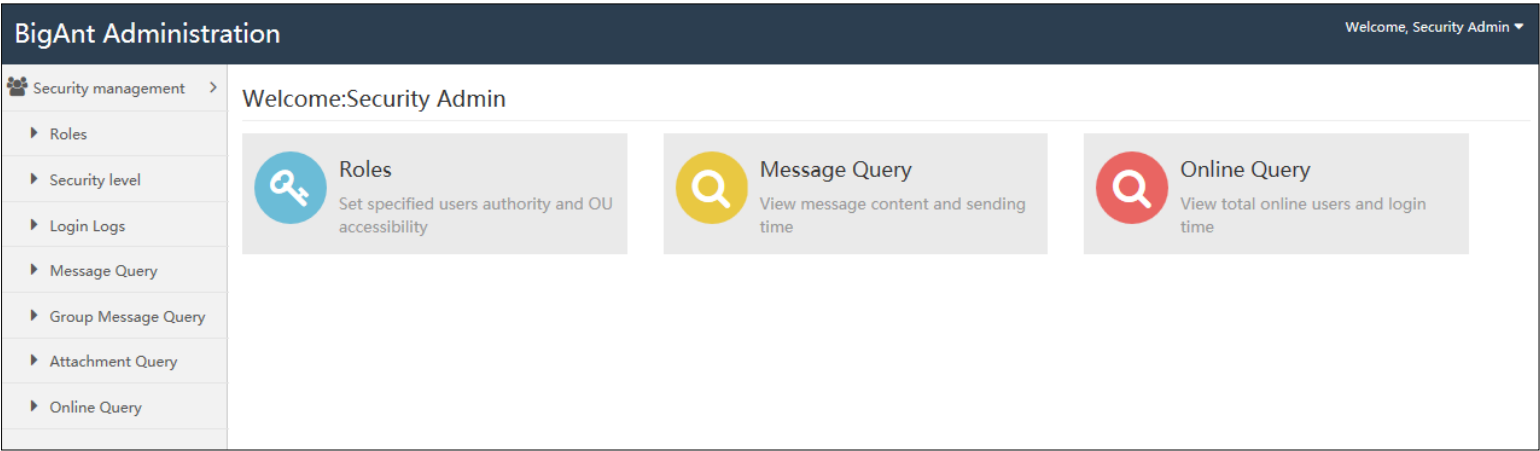 BigAnt Administration
Welcome, Security Admin
Security management
Roles
Security level
Login Logs
Message Query
Group Message Query
Attachment Query
Online Query
Welcome:Security Admin
Roles
Set specified users authority and OU
accessibility
Message Query
View message content and sending
time
Online Query
View total online users and login
time